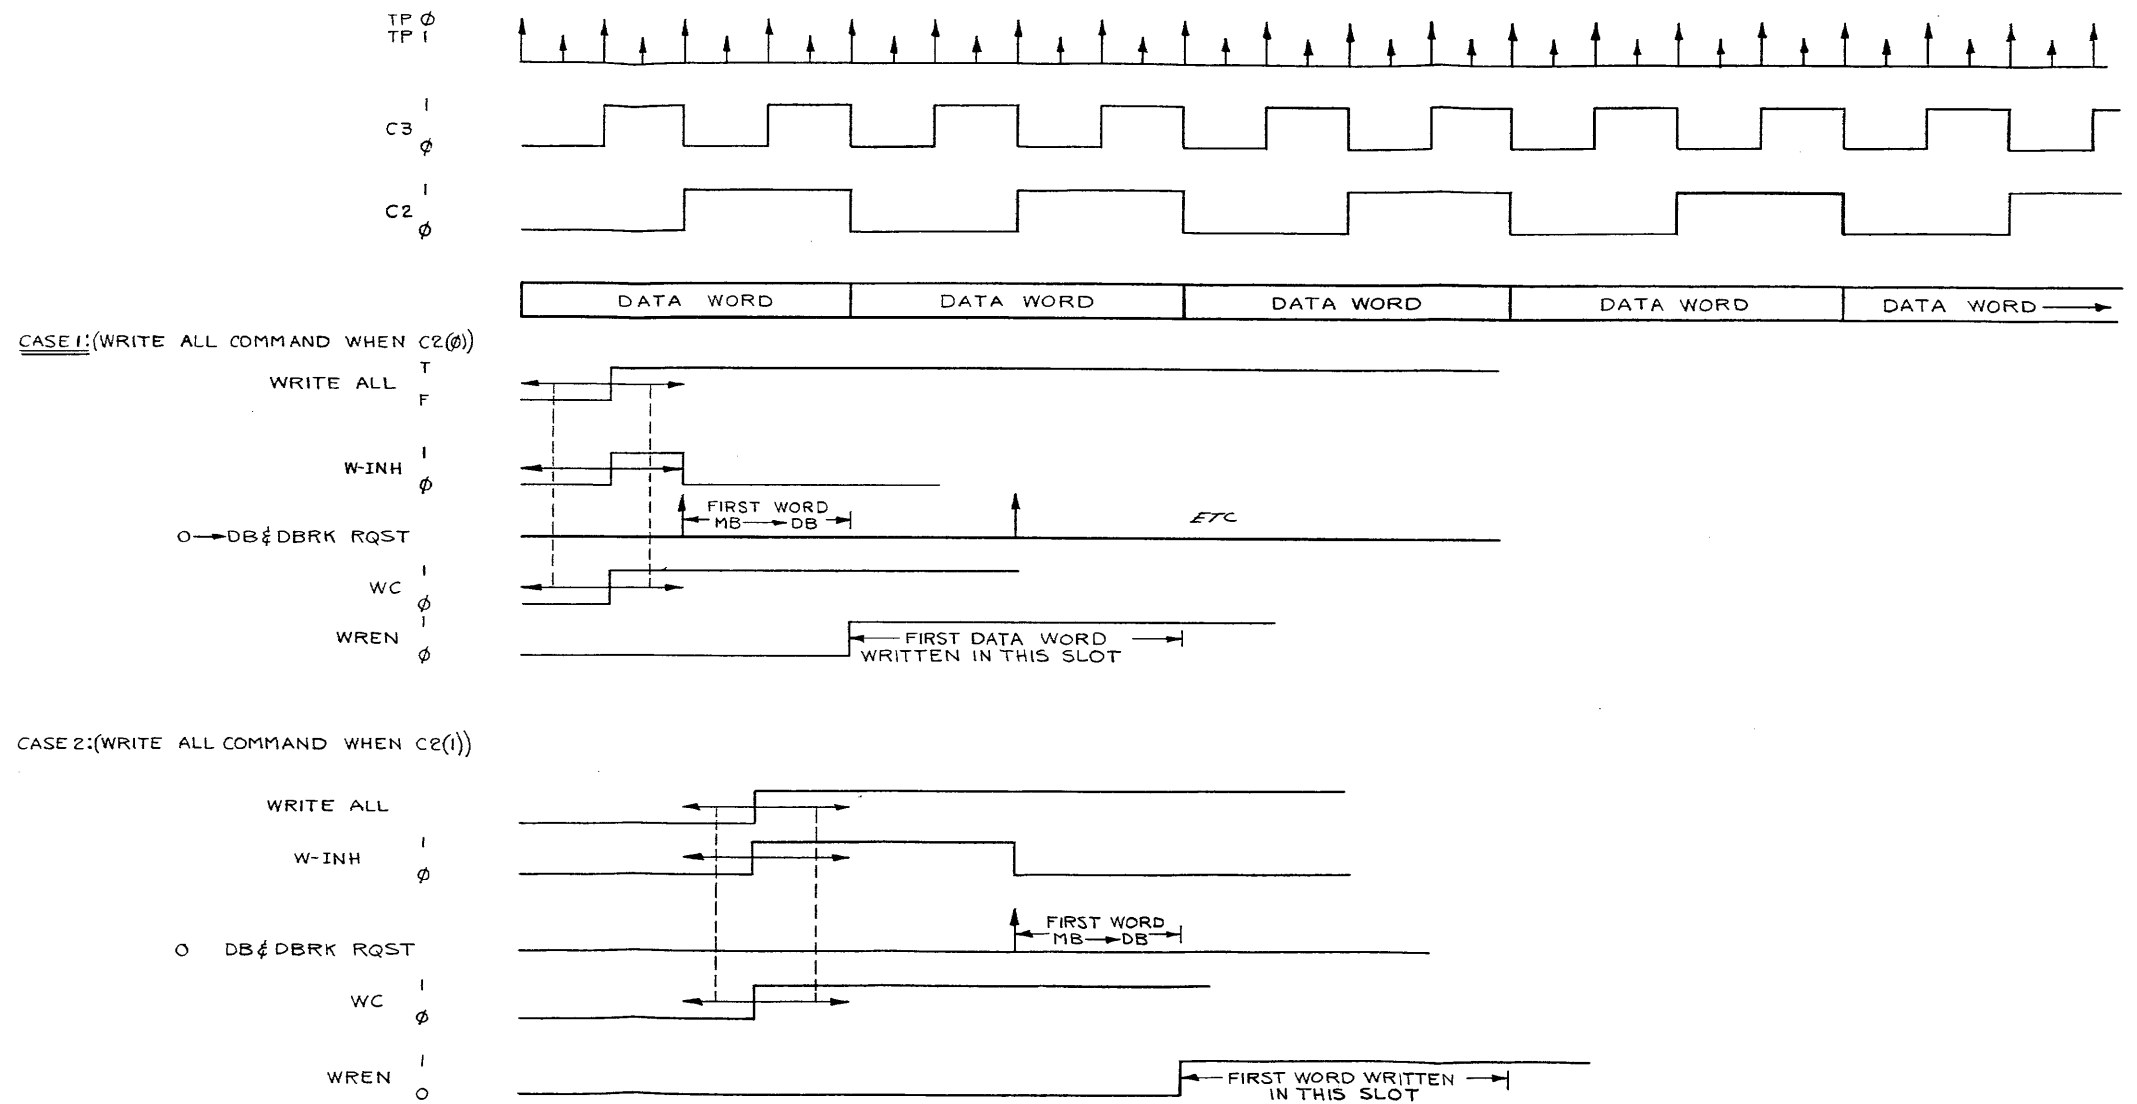 TP Ø
TP 1
1
C3
Ø
1
C2
Ø
DATA WORD DATA WORD DATA WORD DATA WORD DATA WORD →
CASE 1:(WRITE ALL COMMAND WHEN C2(Ø))
T
WRITE ALL
F
1
W-INH
Ø
FIRST WORD
MB → DB
ETC
O→DB & DBRK RQST
1
WC
Ø
1
WREN
Ø
FIRST DATA WORD
WRITTEN IN THIS SLOT
CASE 2:(WRITE ALL COMMAND WHEN C2(1))
WRITE ALL
1
W-INH
Ø
FIRST WORD
MB → DB
O DB & DBRK RQST
1
WC
Ø
1
WREN
O
FIRST WORD WRITTEN
IN THIS SLOT